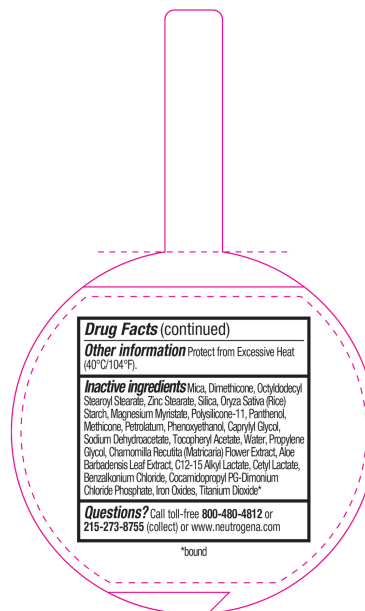 Drug Facts (continued)
Other information Protect from Excessive Heat
(40°C/104°F).
Inactive ingredients Mica, Dimethicone, Octyldodecyl
Stearoyl Stearate, Zinc Stearate, Silica, Oryza Sativa (Rice)
Starch, Magnesium Myristate, Polysilicone-11, Panthenol,
Methicone, Petrolatum, Phenoxyethanol, Caprylyl Glycol,
Sodium Dehydroacetate, Tocopheryl Acetate, Water, Propylene
Glycol, Chamomilla Recutita (Matricaria) Flower Extract, Aloe
Barbadensis Leaf Extract, C12-15 Alkyl Lactate, Cetyl Lactate,
Benzalkonium Chloride, Cocamidopropyl PG-Dimonium
Chloride Phosphate, Iron Oxides, Titanium Dioxide*
Questions? Call toll-free 800-480-4812 or
215-273-8755 (collect) or www.neutrogena.com
*bound